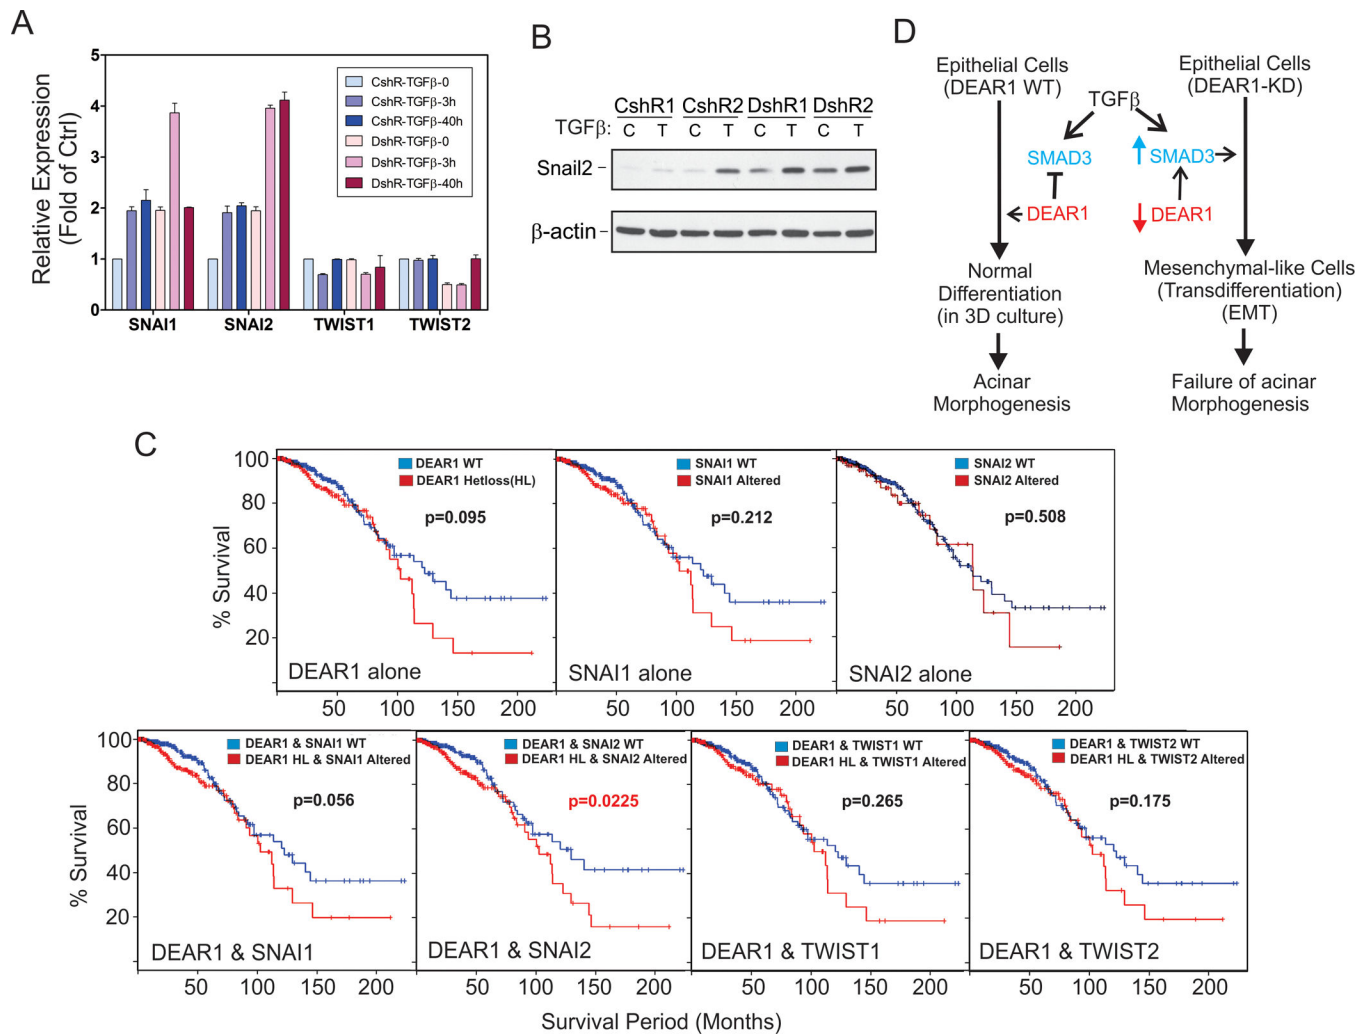 A
Relative Expression
(Fold of Ctrl)
5
4
3
2
1
0
CshR-TGFβ-0
CshR-TGFβ-3h
CshR-TGFβ-40h
DshR-TGFβ-0
DshR-TGFβ-3h
DshR-TGFβ-40h
SNAI1 SNAI2 TWIST1 TWIST2
B
CshR1 CshR2 DshR1 DshR2
TGFβ: C T C T C T C T
Snail2
β-actin
D
Epithelial Cells
(DEAR1 WT)
Epithelial Cells
(DEAR1-KD)
TGFβ
SMAD3
SMAD3
DEAR1
DEAR1
Normal
Differentiation
(in 3D culture)
Mesenchymal-like Cells
(Transdifferentiation)
(EMT)
Acinar
Morphogenesis
Failure of acinar
Morphogenesis
C
% Survival
100
80
60
40
20
DEAR1 WT
DEAR1 Hetloss(HL)
p=0.095
DEAR1 alone
50 100 150 200
SNAI1 WT
SNAI1 Altered
p=0.212
SNAI1 alone
50 100 150 200
SNAI2 WT
SNAI2 Altered
p=0.508
SNAI2 alone
50 100 150 200
% Survival
100
80
60
40
20
DEAR1 & SNAI1 WT
DEAR1 HL & SNAI1 Altered
p=0.056
DEAR1 & SNAI1
50 100 150 200
DEAR1 & SNAI2 WT
DEAR1 HL & SNAI2 Altered
p=0.0225
DEAR1 & SNAI2
50 100 150 200
DEAR1 & TWIST1 WT
DEAR1 HL & TWIST1 Altered
p=0.265
DEAR1 & TWIST1
50 100 150 200
DEAR1 & TWIST2 WT
DEAR1 HL & TWIST2 Altered
p=0.175
DEAR1 & TWIST2
50 100 150 200
Survival Period (Months)